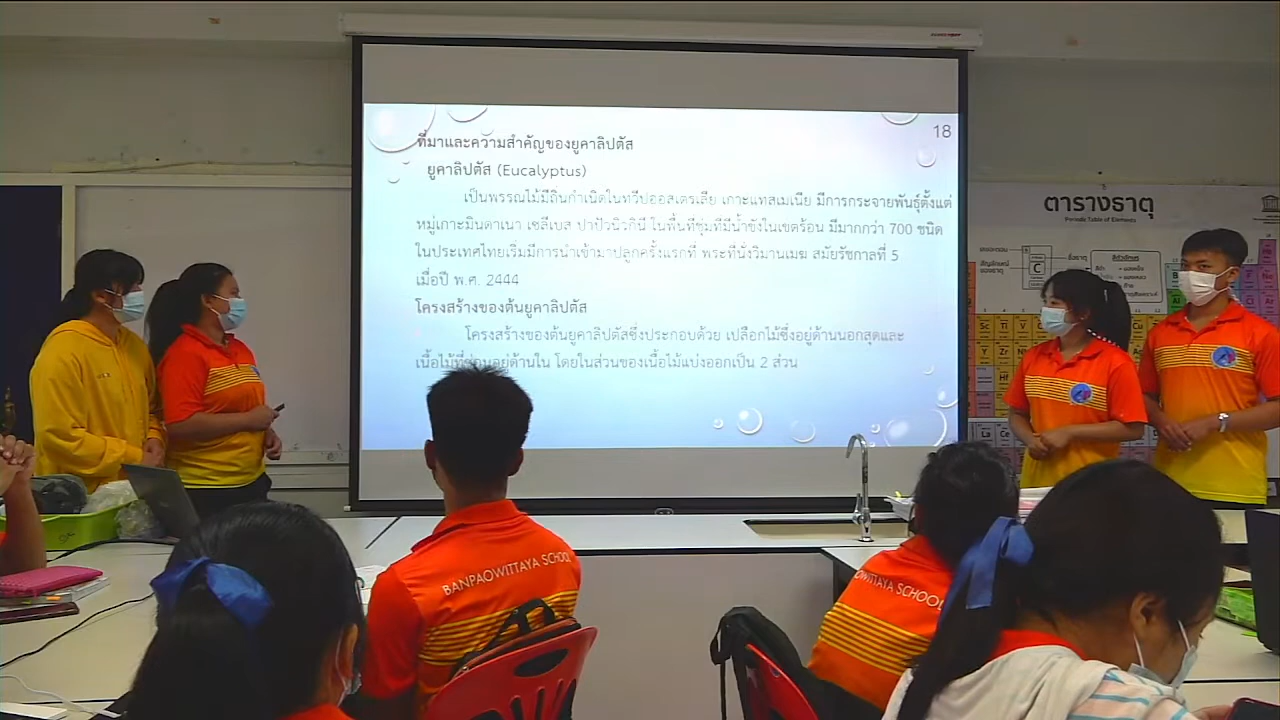 18
ที่มาและความสำคัญของยูคาลิปตัส
ยูคาลิปตัส (Eucalyptus)
เป็นพรรณไม้มีถิ่นกำเนิดในทวีปออสเตรเลีย เกาะแทสเมเนีย มีการกระจายพันธุ์ตั้งแต่
หมู่เกาะมินดาเนา เซลีเบส ปาปัวนิวกินี ในพื้นที่ชุ่มที่มีน้ำขังในเขตร้อน มีมากกว่า 700 ชนิด
ในประเทศไทยเริ่มมีการนำเข้ามาปลูกครั้งแรกที่ พระที่นั่งวิมานเมฆ สมัยรัชกาลที่ 5
เมื่อปี พ.ศ. 2444
โครงสร้างของต้นยูคาลิปตัส
โครงสร้างของต้นยูคาลิปตัสซึ่งประกอบด้วย เปลือกไม้ซึ่งอยู่ด้านนอกสุดและ
เนื้อไม้ที่ซ่อนอยู่ด้านใน โดยในส่วนของเนื้อไม้แบ่งออกเป็น 2 ส่วน
ตารางธาตุ
Periodic Table of Elements
C
Sc Ti V
Y Zr
Hf
La Ce
BANPAOWITTAYA SCHOOL
OWITTAYA SCHOOL